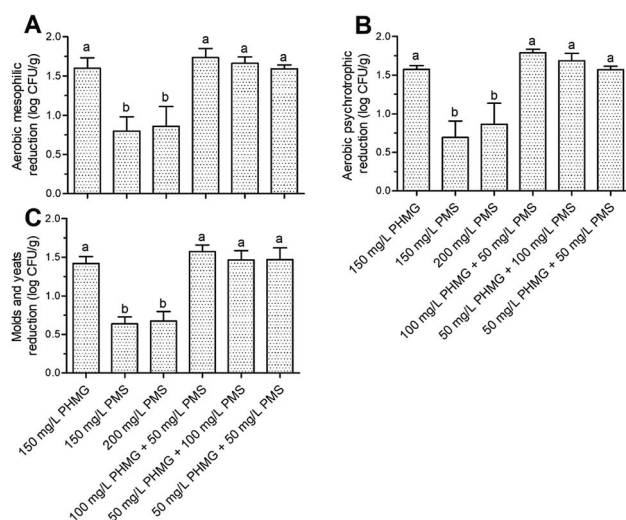 A
Aerobic mesophilic
reduction (log CFU/g)
2.0
1.5
1.0
0.5
0.0
a
b
b
a
a
a
B
Aerobic psychrotrophic
reduction (log CFU/g)
2.0
1.5
1.0
0.5
0.0
a
b
b
a
a
a
150 mg/L PHMG
150 mg/L PMS
200 mg/L PMS
100 mg/L PHMG + 50 mg/L PMS
50 mg/L PHMG + 100 mg/L PMS
50 mg/L PHMG + 50 mg/L PMS
C
Molds and yeats
reduction (log CFU/g)
2.0
1.5
1.0
0.5
0.0
a
b
b
a
a
a
150 mg/L PHMG
150 mg/L PMS
200 mg/L PMS
100 mg/L PHMG + 50 mg/L PMS
50 mg/L PHMG + 100 mg/L PMS
50 mg/L PHMG + 50 mg/L PMS